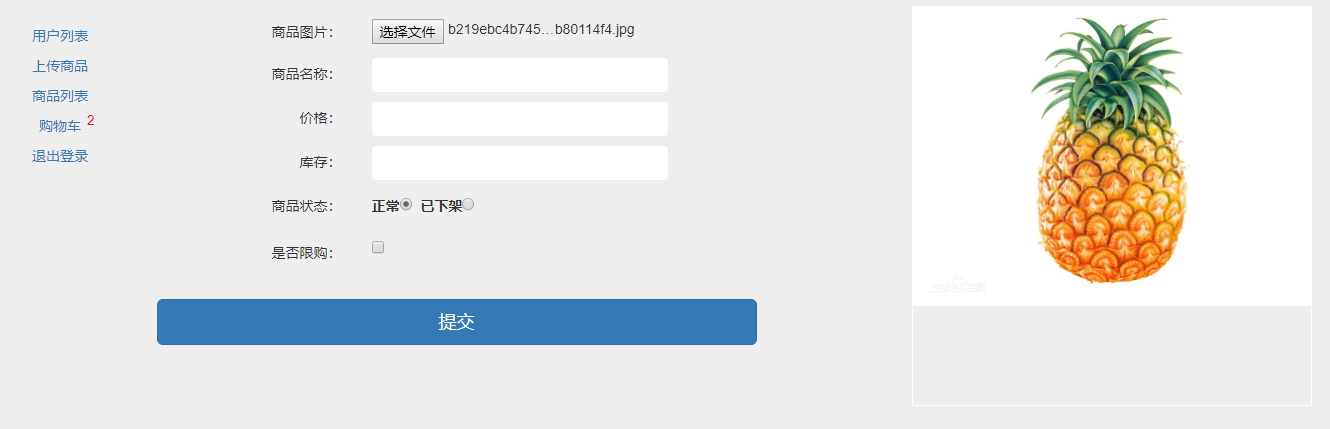 用户列表
上传商品
商品列表
购物车 2
退出登录
商品图片： 选择文件 b219ebc4b745…b80114f4.jpg
商品名称：
价格：
库存：
商品状态： 正常 已下架
是否限购：
提交